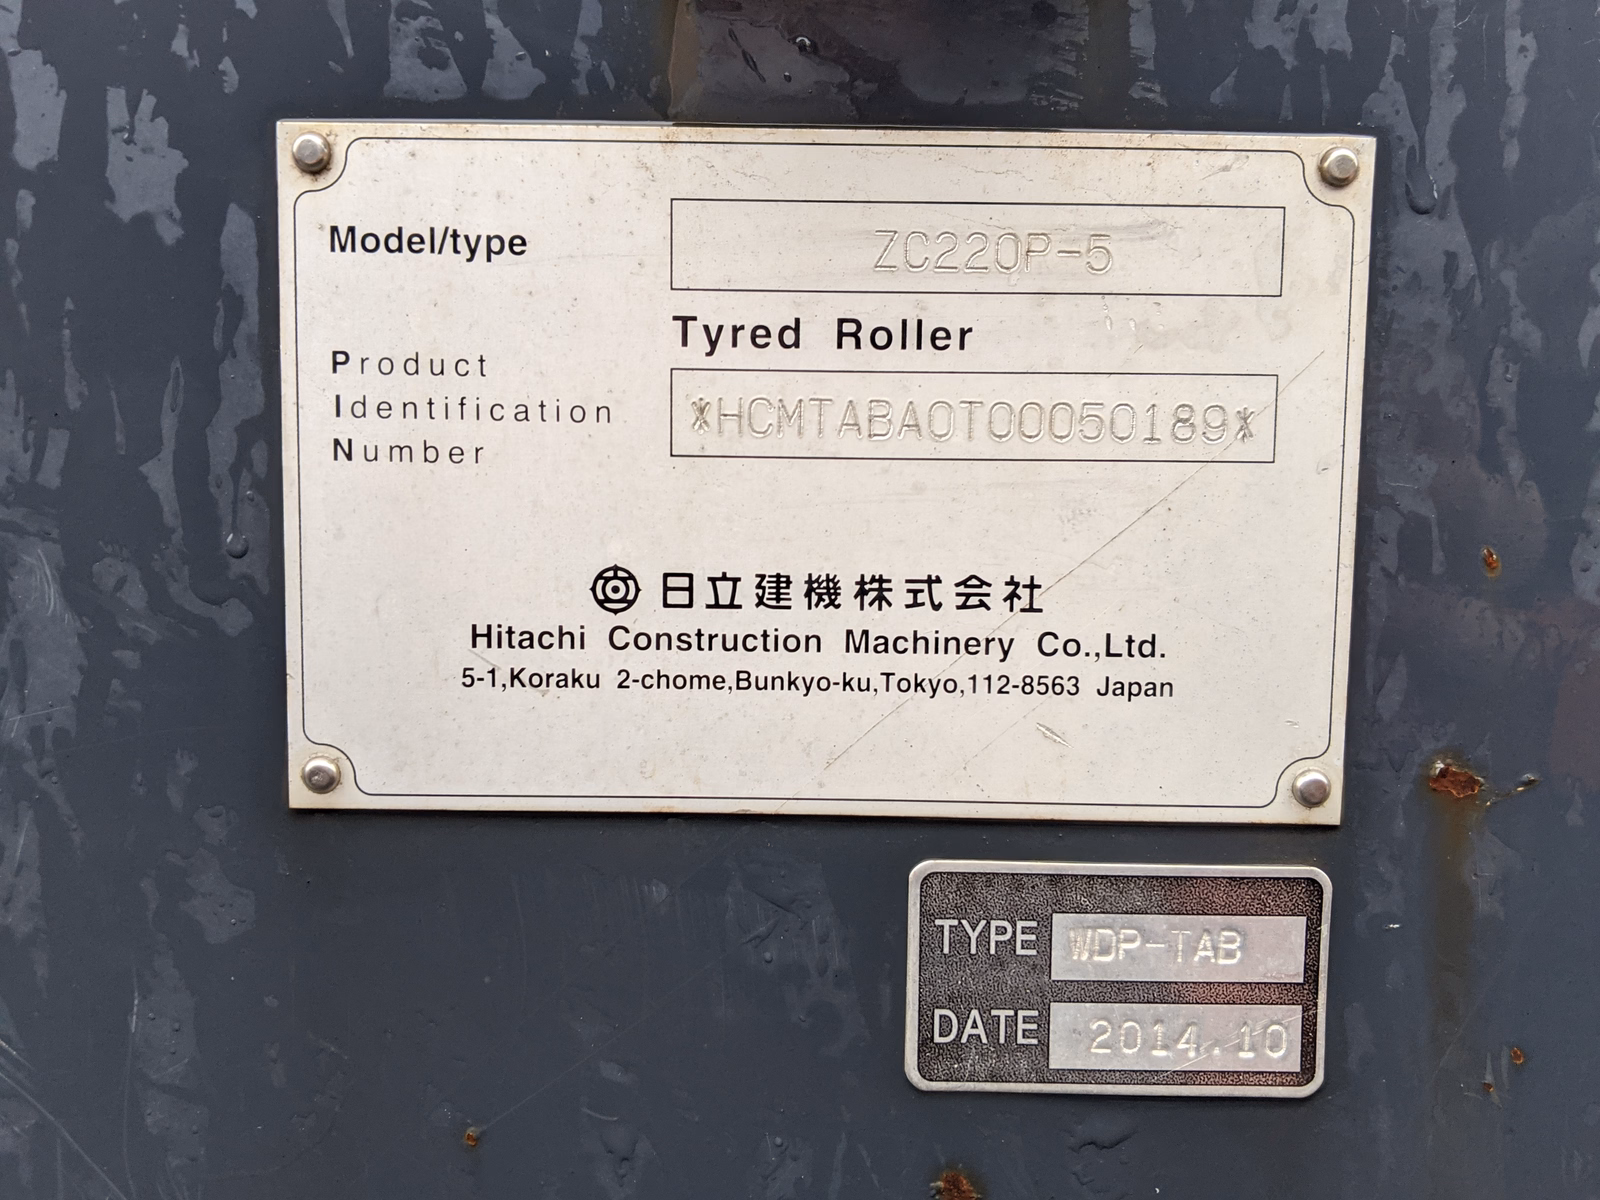 Model/type
ZC220P-5
Tyred Roller
Product
Identification
Number
*HCMTABA0T00050189*
日立建機株式会社
Hitachi Construction Machinery Co.,Ltd.
5-1,Koraku 2-chome,Bunkyo-ku,Tokyo,112-8563 Japan
TYPE WDP-TAB
DATE 2014.10